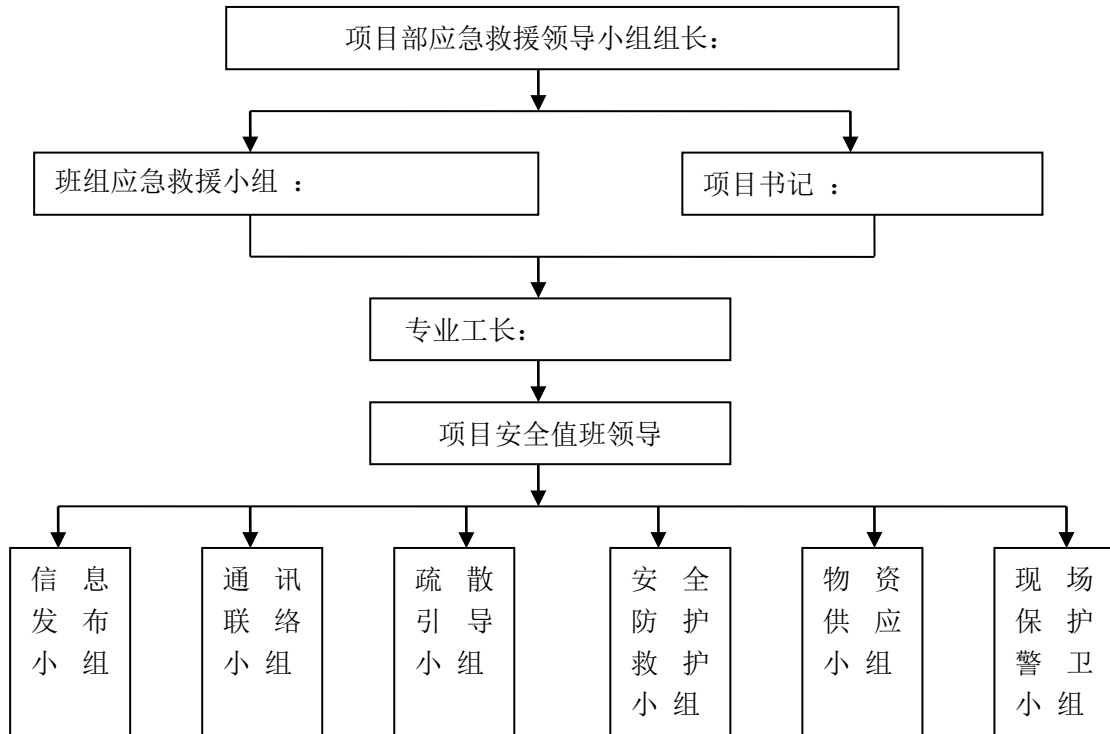 项目部应急救援领导小组组长：
班组应急救援小组 ：
项目书记 ：
专业工长：
项目安全值班领导
信 息
发 布
小 组
通 讯
联 络
小 组
疏 散
引 导
小 组
安 全
防 护
救 护
小 组
物 资
供 应
小 组
现 场
保 护
警 卫
小 组